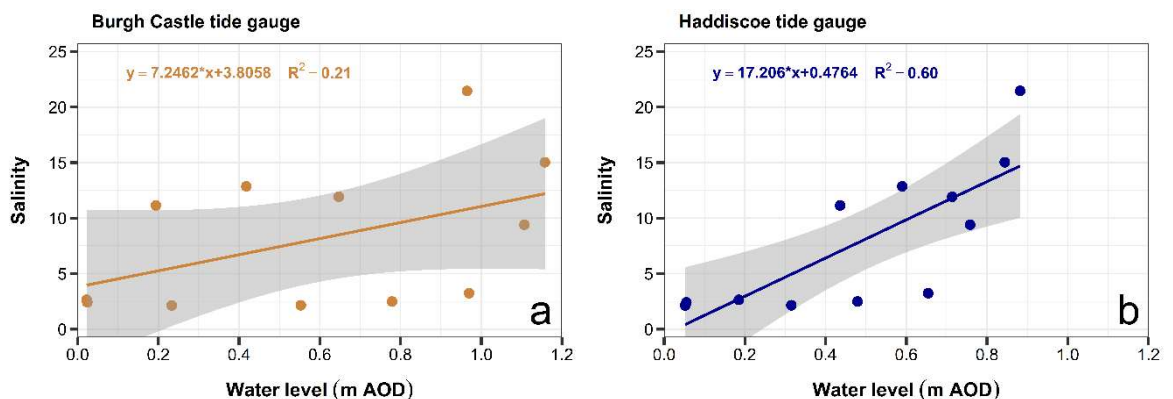 Burgh Castle tide gauge
y = 7.2462*x+3.8058 R² − 0.21
25
20
15
10
5
0
Salinity
a
0.0 0.2 0.4 0.6 0.8 1.0 1.2
Water level (m AOD)
Haddiscoe tide gauge
y = 17.206*x+0.4764 R² − 0.60
25
20
15
10
5
0
Salinity
b
0.0 0.2 0.4 0.6 0.8 1.0 1.2
Water level (m AOD)